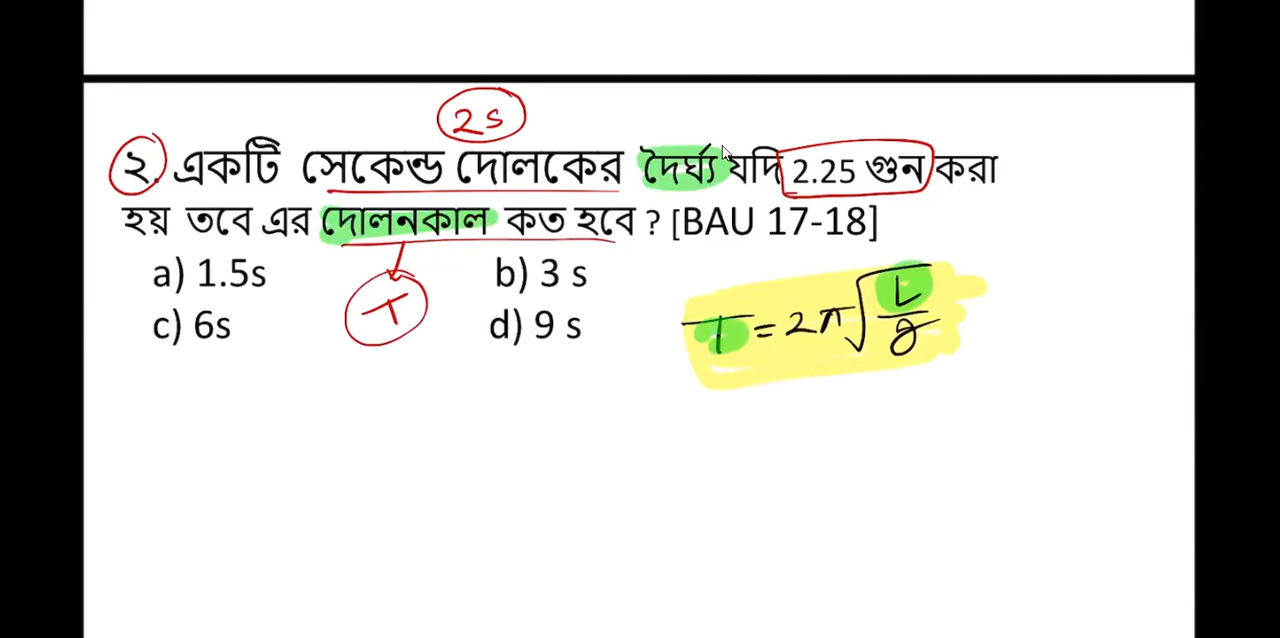 2s
২. একটি সেকেন্ড দোলকের দৈর্ঘ্য যদি 2.25 গুন করা
হয় তবে এর দোলনকাল কত হবে ? [BAU 17-18]
a) 1.5s b) 3 s
c) 6s d) 9 s
T
T = 2π√(L/g)